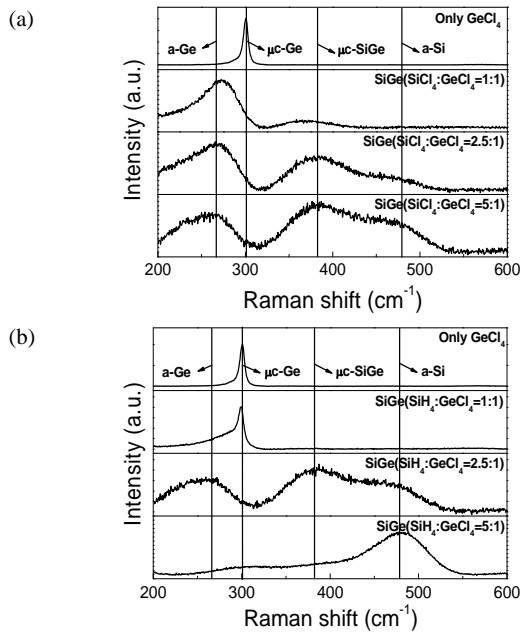 (a)
Only GeCl4
a-Ge
μc-Ge
μc-SiGe
a-Si
SiGe(SiCl4:GeCl4=1:1)
SiGe(SiCl4:GeCl4=2.5:1)
SiGe(SiCl4:GeCl4=5:1)
Intensity (a.u.)
200 300 400 500 600
Raman shift (cm-1)
(b)
Only GeCl4
a-Ge
μc-Ge
μc-SiGe
a-Si
SiGe(SiH4:GeCl4=1:1)
SiGe(SiH4:GeCl4=2.5:1)
SiGe(SiH4:GeCl4=5:1)
Intensity (a.u.)
200 300 400 500 600
Raman shift (cm-1)